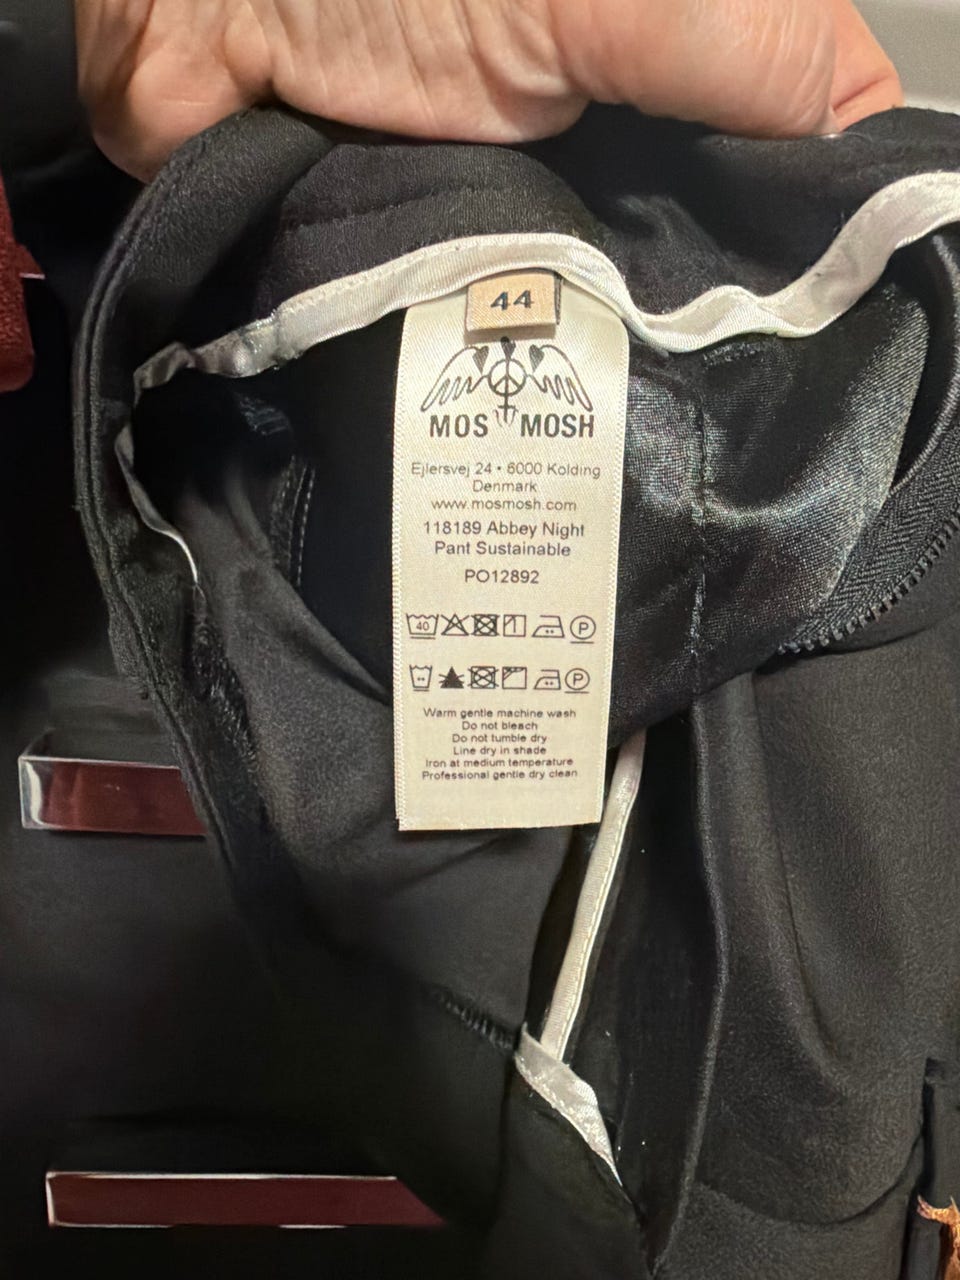 44
MOS MOSH
Ejlersvej 24 • 6000 Kolding
Denmark
www.mosmosh.com
118189 Abbey Night
Pant Sustainable
PO12892
40 P
P
Warm gentle machine wash
Do not bleach
Do not tumble dry
Line dry in shade
Iron at medium temperature
Professional gentle dry clean